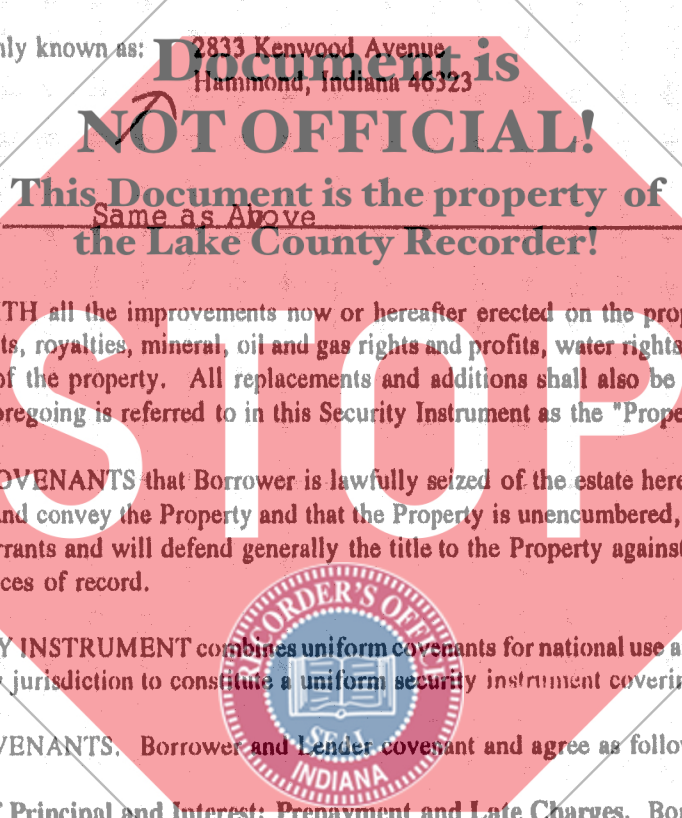 nly known as: 2833 Kenwood Avenue
Hammond, Indiana 46323
Document is
NOT OFFICIAL!
This Document is the property of
the Lake County Recorder!
Same as Above
STOP
TH all the improvements now or hereafter erected on the prop
ts, royalties, mineral, oil and gas rights and profits, water rights
of the property. All replacements and additions shall also be
oregoing is referred to in this Security Instrument as the "Prope
OVENANTS that Borrower is lawfully seized of the estate here
and convey the Property and that the Property is unencumbered,
rrants and will defend generally the title to the Property against
ces of record.
Y INSTRUMENT combines uniform covenants for national use a
y jurisdiction to constitute a uniform security instrument coverin
VENANTS. Borrower and Lender covenant and agree as follow
f Principal and Interest; Prepayment and Late Charges. Bor
RECORDER'S OFFICE
SEAL
INDIANA